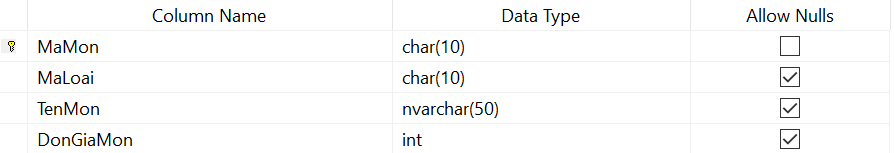 Column Name Data Type Allow Nulls
MaMon char(10)
MaLoai char(10)
TenMon nvarchar(50)
DonGiaMon int